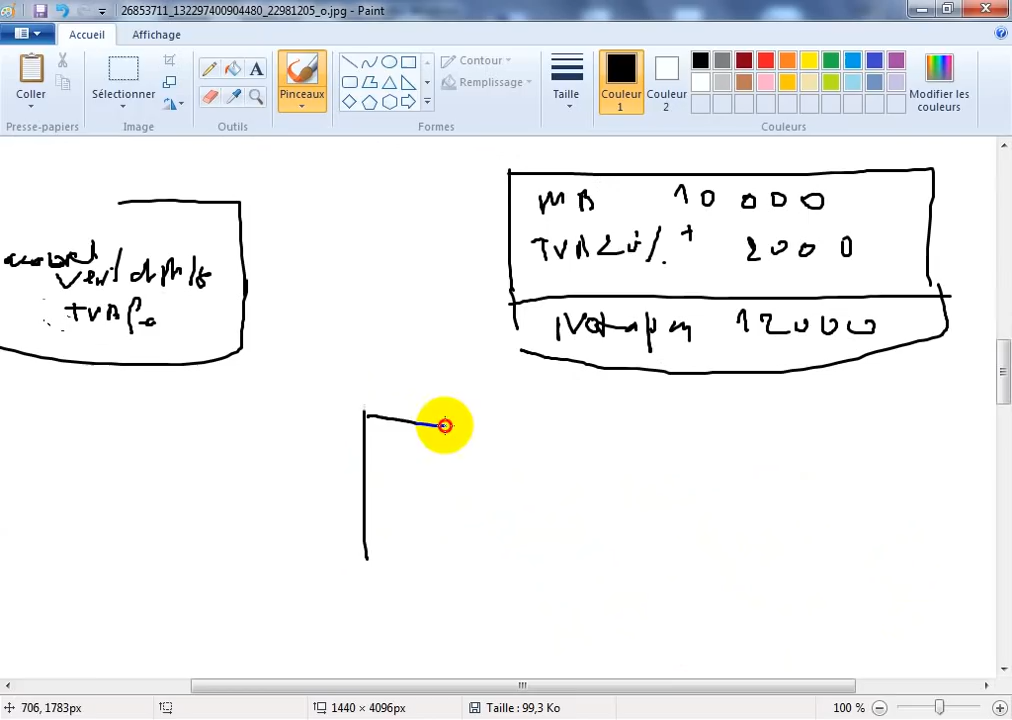 26853711_132297400904480_22981205_o.jpg - Paint
Accueil Affichage
Coller Sélectionner Pinceaux Contour Remplissage Taille Couleur 1 Couleur 2 Modifier les couleurs
Presse-papiers Image Outils Formes Couleurs
MB 10 000
TVA 20% + 2000
TVA
12000
706, 1783px 1440 × 4096px Taille : 99,3 Ko 100 %